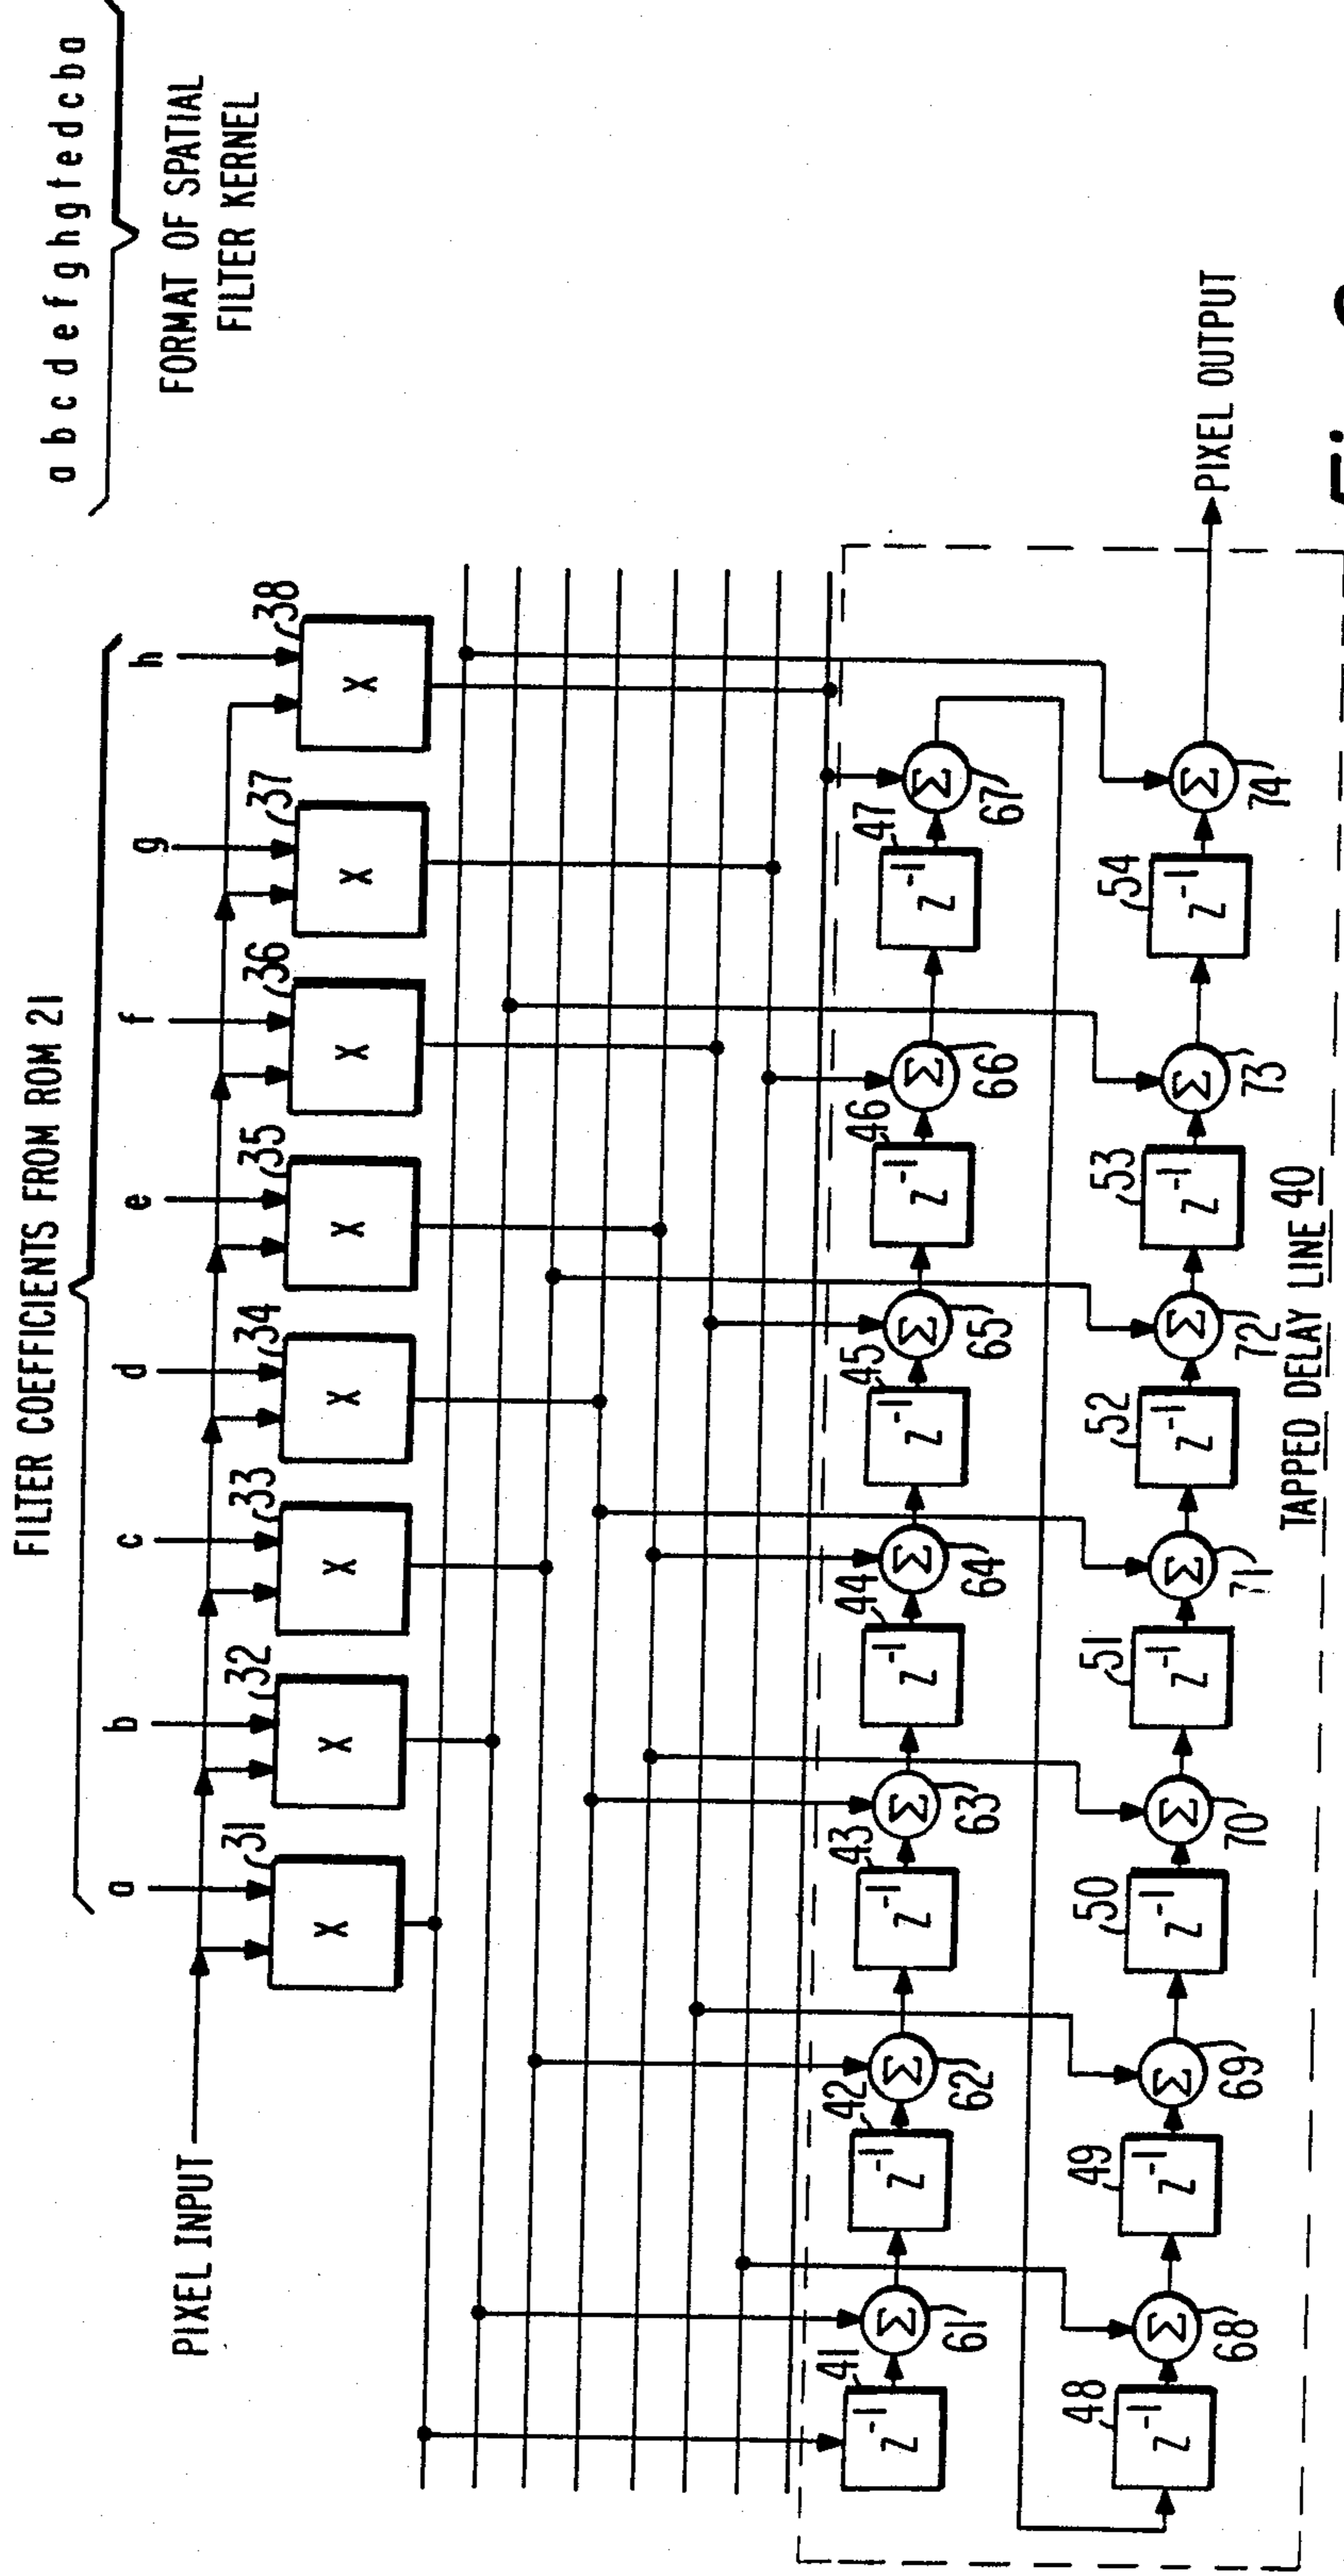 FILTER COEFFICIENTS FROM ROM 21
a b c d e f g h g f e d c b a
FORMAT OF SPATIAL
FILTER KERNEL
a b c d e f g h
31 32 33 34 35 36 37 38
PIXEL INPUT
X X X X X X X X
41 42 43 44 45 46 47
Z⁻¹ Σ Z⁻¹ Σ Z⁻¹ Σ Z⁻¹ Σ Z⁻¹ Σ Z⁻¹ Σ Z⁻¹ Σ
61 62 63 64 65 66 67
48 49 50 51 52 53 54
Z⁻¹ Σ Z⁻¹ Σ Z⁻¹ Σ Z⁻¹ Σ Z⁻¹ Σ Z⁻¹ Σ Z⁻¹ Σ
PIXEL OUTPUT
68 69 70 71 72 73 74
TAPPED DELAY LINE 40